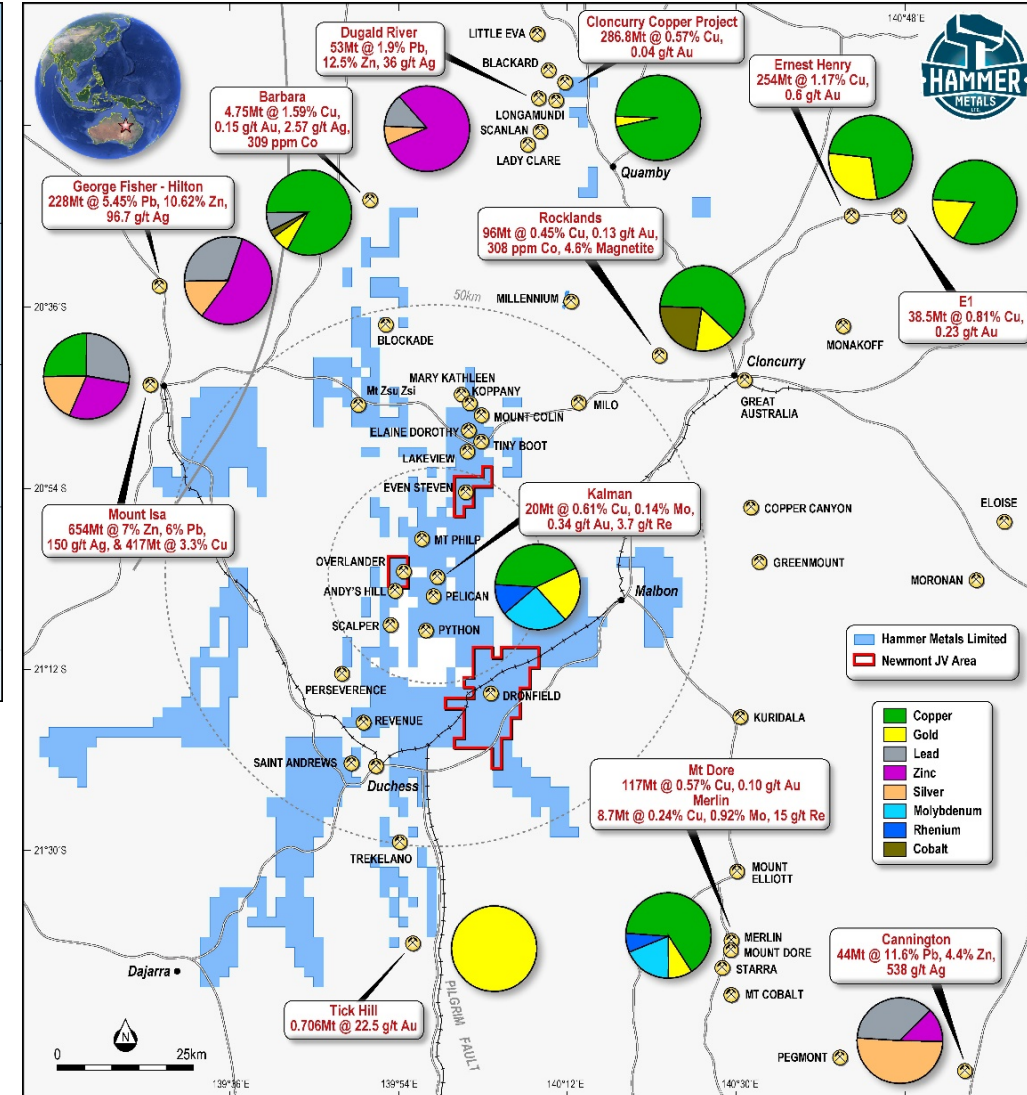 140°48'E
HAMMER
METALS
LTD
Cloncurry Copper Project
286.8Mt @ 0.57% Cu,
0.04 g/t Au
Dugald River
53Mt @ 1.9% Pb,
12.5% Zn, 36 g/t Ag
LITTLE EVA
BLACKARD
LONGAMUNDI
SCANLAN
LADY CLARE
Quamby
Ernest Henry
254Mt @ 1.17% Cu,
0.6 g/t Au
Barbara
4.75Mt @ 1.59% Cu,
0.15 g/t Au, 2.57 g/t Ag,
309 ppm Co
George Fisher - Hilton
228Mt @ 5.45% Pb, 10.62% Zn,
96.7 g/t Ag
Rocklands
96Mt @ 0.45% Cu, 0.13 g/t Au,
308 ppm Co, 4.6% Magnetite
E1
38.5Mt @ 0.81% Cu,
0.23 g/t Au
20°36'S
50km
MILLENNIUM
BLOCKADE
MONAKOFF
Cloncurry
GREAT
AUSTRALIA
MARY KATHLEEN
KOPPANY
Mt Zsu Zsi
MOUNT COLIN
MILO
ELAINE DOROTHY
TINY BOOT
LAKEVIEW
20°54'S
EVEN STEVEN
Kalman
20Mt @ 0.61% Cu, 0.14% Mo,
0.34 g/t Au, 3.7 g/t Re
Mount Isa
654Mt @ 7% Zn, 6% Pb,
150 g/t Ag, & 417Mt @ 3.3% Cu
COPPER CANYON
ELOISE
MT PHILP
OVERLANDER
GREENMOUNT
MORONAN
ANDY'S HILL
PELICAN
Malbon
SCALPER
PYTHON
Hammer Metals Limited
Newmont JV Area
21°12'S
PERSEVERENCE
DRONFIELD
REVENUE
KURIDALA
SAINT ANDREWS
Duchess
Copper
Gold
Lead
Zinc
Silver
Molybdenum
Rhenium
Cobalt
Mt Dore
117Mt @ 0.57% Cu, 0.10 g/t Au
Merlin
8.7Mt @ 0.24% Cu, 0.92% Mo, 15 g/t Re
21°30'S
TREKELANO
MOUNT
ELLIOTT
MERLIN
MOUNT DORE
STARRA
MT COBALT
Cannington
44Mt @ 11.6% Pb, 4.4% Zn,
538 g/t Ag
Dajarra
Tick Hill
0.706Mt @ 22.5 g/t Au
PILGRIM FAULT
N
0 25km
PEGMONT
139°36'E
139°54'E
140°12'E
140°30'E